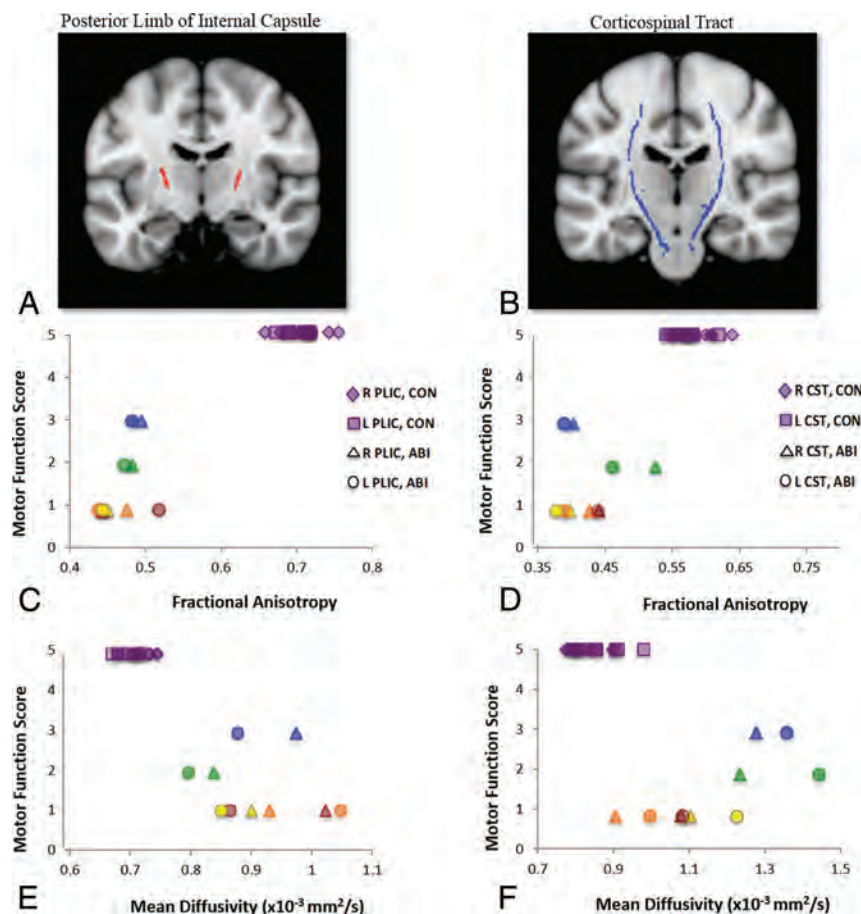 Posterior Limb of Internal Capsule
Corticospinal Tract
A
B
Motor Function Score
5
4
3
2
1
0
R PLIC, CON
L PLIC, CON
R PLIC, ABI
L PLIC, ABI
0.4 0.5 0.6 0.7 0.8
C
Fractional Anisotropy
Motor Function Score
5
4
3
2
1
0
R CST, CON
L CST, CON
R CST, ABI
L CST, ABI
0.35 0.45 0.55 0.65 0.75
D
Fractional Anisotropy
Motor Function Score
5
4
3
2
1
0
0.6 0.7 0.8 0.9 1 1.1
E
Mean Diffusivity (x10⁻³ mm²/s)
Motor Function Score
5
4
3
2
1
0
0.7 0.9 1.1 1.3 1.5
F
Mean Diffusivity (x10⁻³ mm²/s)